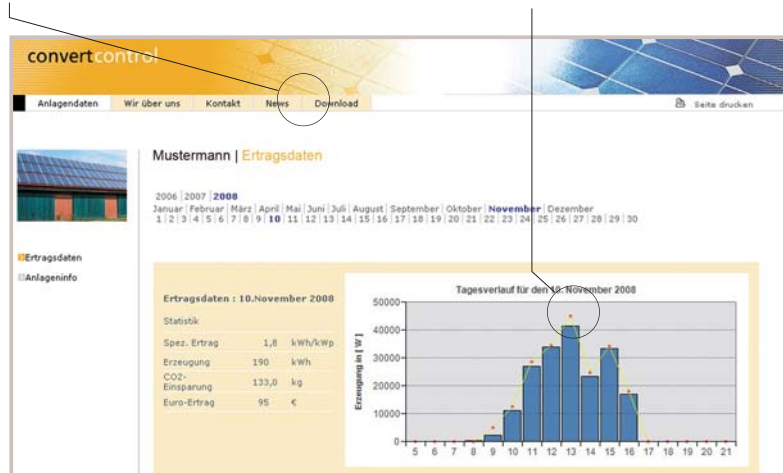 convertcontrol
Anlagendaten Wir über uns Kontakt News Download Seite drucken
Mustermann | Ertragsdaten
2006 | 2007 | 2008
Januar | Februar | März | April | Mai | Juni | Juli | August | September | Oktober | November | Dezember
1 | 2 | 3 | 4 | 5 | 6 | 7 | 8 | 9 | 10 | 11 | 12 | 13 | 14 | 15 | 16 | 17 | 18 | 19 | 20 | 21 | 22 | 23 | 24 | 25 | 26 | 27 | 28 | 29 | 30
Ertragsdaten
Anlageninfo
Ertragsdaten : 10.November 2008
Statistik
Spez. Ertrag 1,8 kWh/kWp
Erzeugung 190 kWh
CO2-
Einsparung 133,0 kg
Euro-Ertrag 95 €
Tagesverlauf für den 10. November 2008
Erzeugung in [ W ]
50000
40000
30000
20000
10000
0
5 6 7 8 9 10 11 12 13 14 15 16 17 18 19 20 21